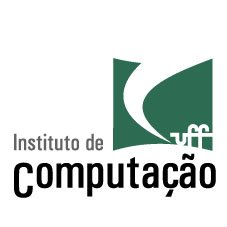 uff
Instituto de
Computação